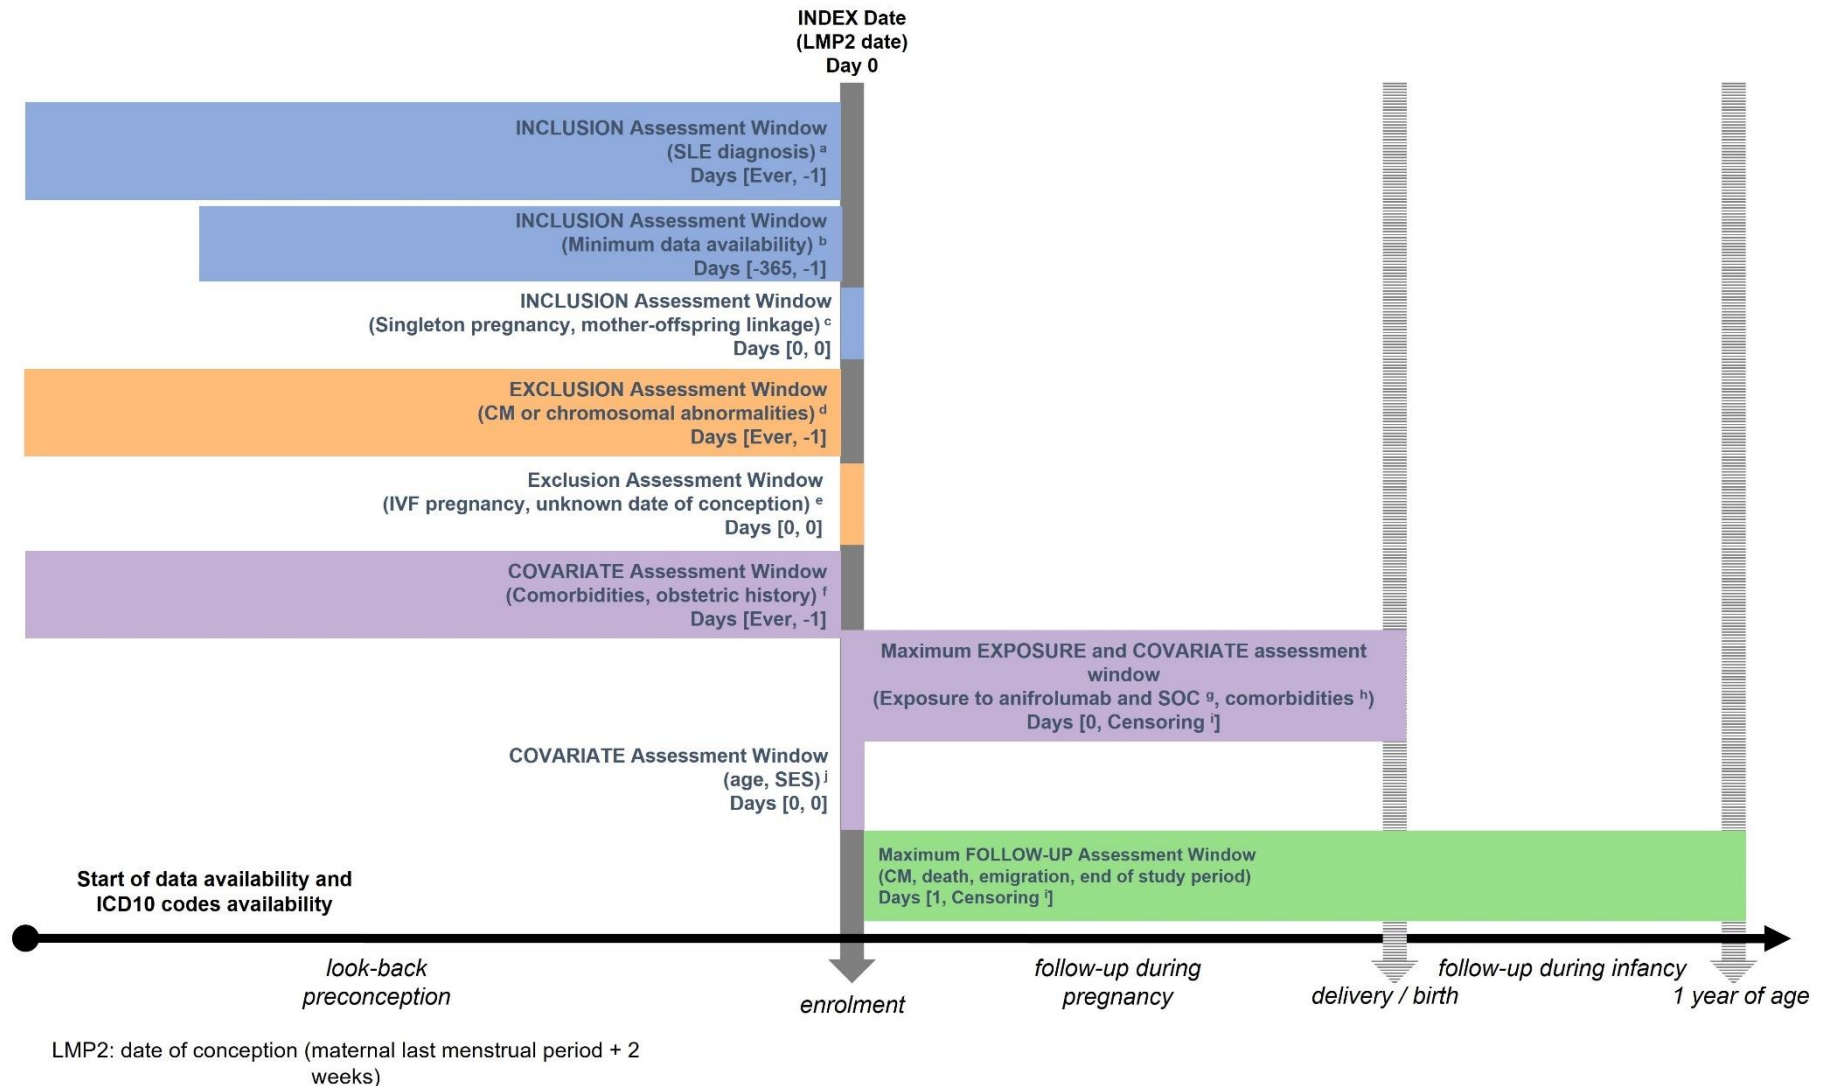 INDEX Date
(LMP2 date)
Day 0
INCLUSION Assessment Window
(SLE diagnosis) a
Days [Ever, -1]
INCLUSION Assessment Window
(Minimum data availability) b
Days [-365, -1]
INCLUSION Assessment Window
(Singleton pregnancy, mother-offspring linkage) c
Days [0, 0]
EXCLUSION Assessment Window
(CM or chromosomal abnormalities) d
Days [Ever, -1]
Exclusion Assessment Window
(IVF pregnancy, unknown date of conception) e
Days [0, 0]
COVARIATE Assessment Window
(Comorbidities, obstetric history) f
Days [Ever, -1]
Maximum EXPOSURE and COVARIATE assessment
window
(Exposure to anifrolumab and SOC g, comorbidities h)
Days [0, Censoring i]
COVARIATE Assessment Window
(age, SES) j
Days [0, 0]
Maximum FOLLOW-UP Assessment Window
(CM, death, emigration, end of study period)
Days [1, Censoring i]
Start of data availability and
ICD10 codes availability
look-back
preconception
enrolment
follow-up during
pregnancy
delivery / birth
follow-up during infancy
1 year of age
LMP2: date of conception (maternal last menstrual period + 2
weeks)